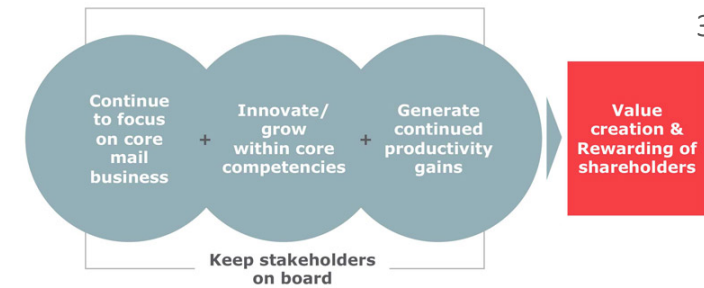 3
Continue
to focus
on core
mail
business
+
Innovate/
grow
within core
competencies
+
Generate
continued
productivity
gains
Value
creation &
Rewarding of
shareholders
Keep stakeholders
on board